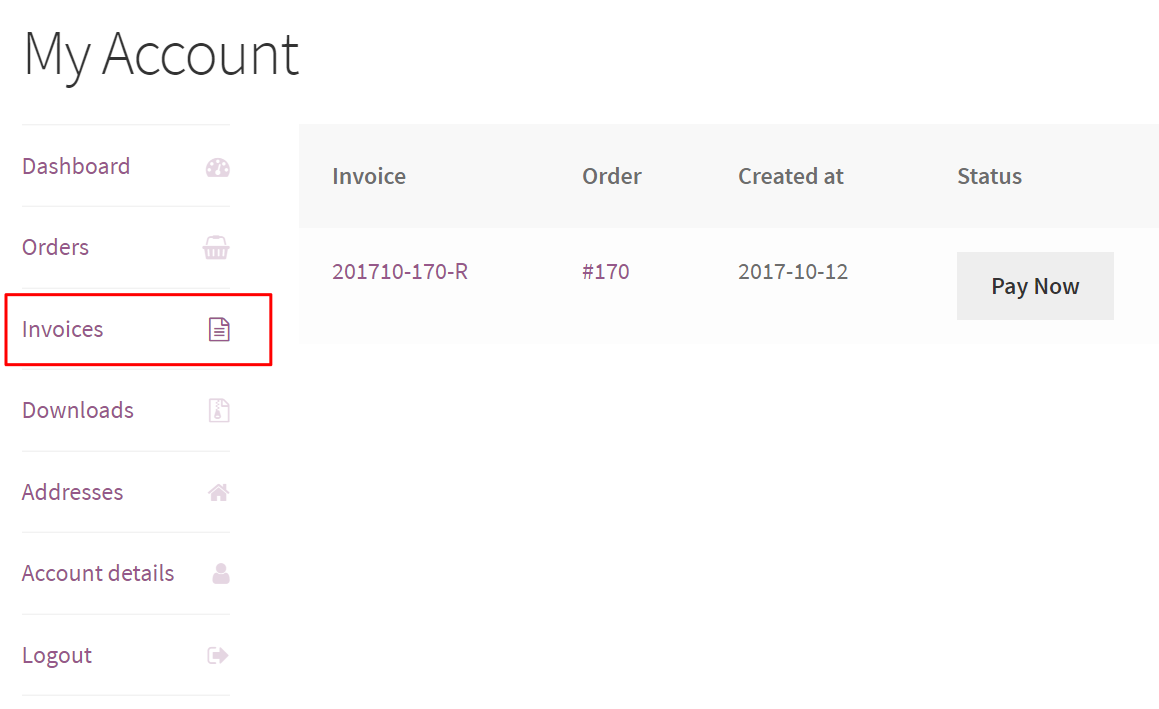 My Account
Dashboard
Orders
Invoices
Downloads
Addresses
Account details
Logout
Invoice Order Created at Status
201710-170-R #170 2017-10-12 Pay Now